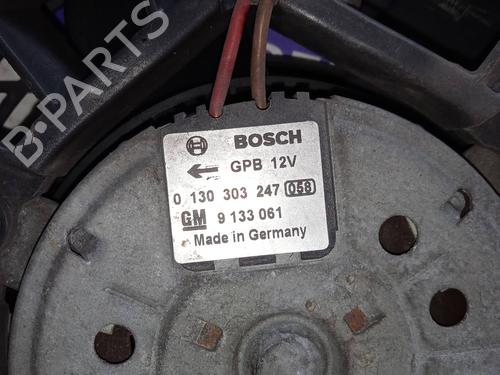 BOSCH
GPB 12V
0 130 303 247 058
GM 9 133 061
Made in Germany
B-PARTS